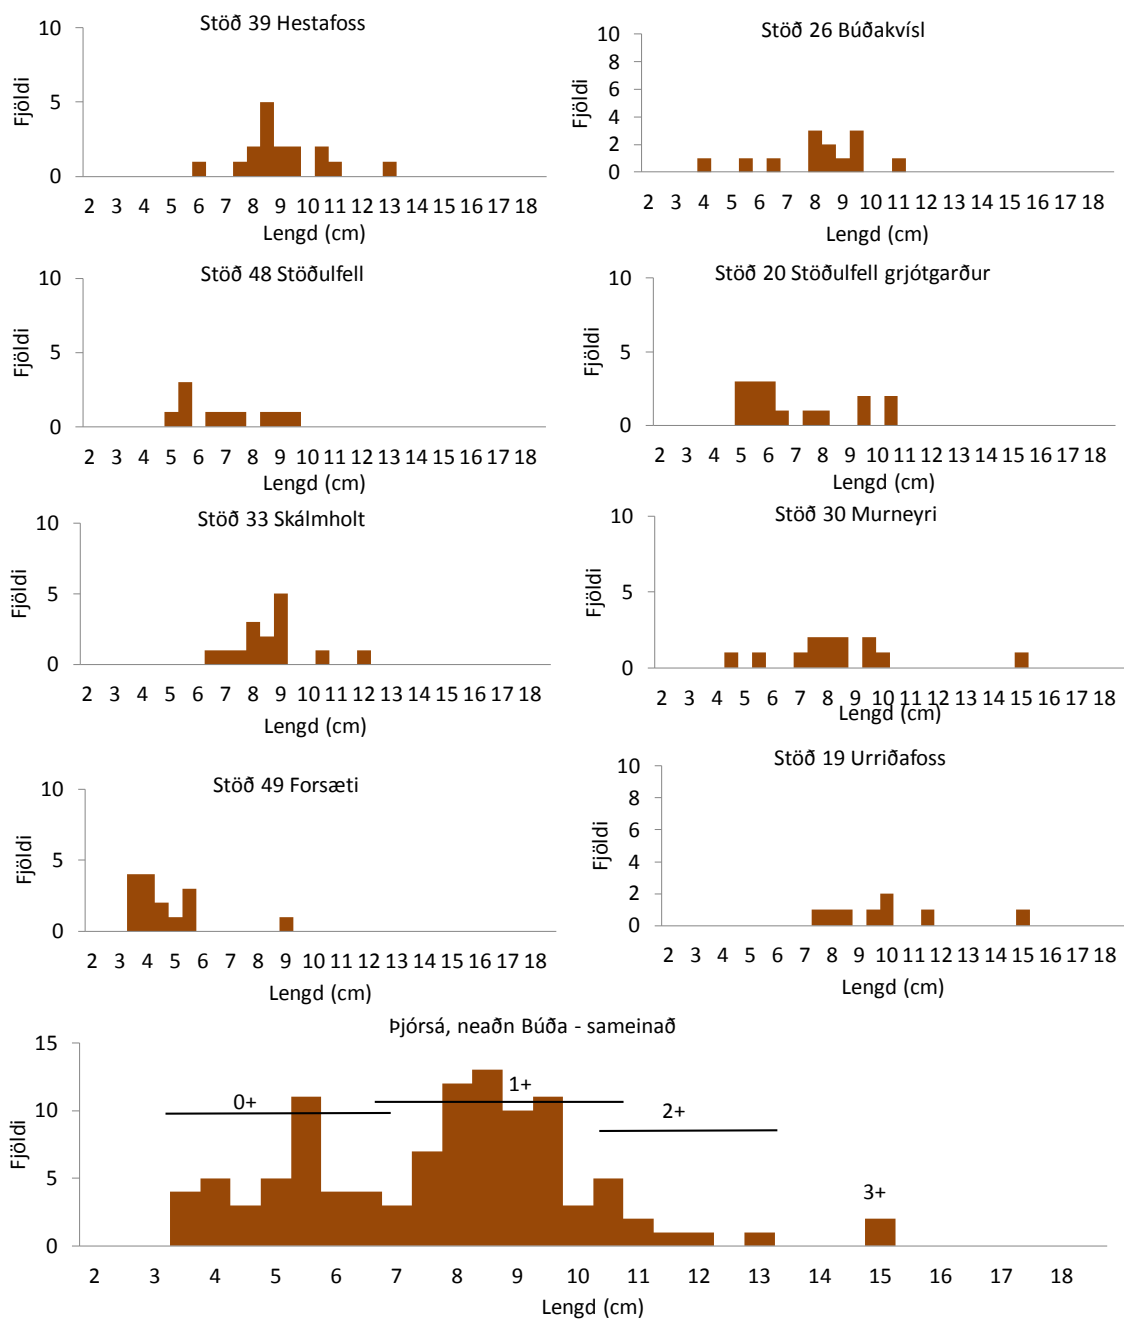 Stöð 39 Hestafoss
10
5
0
Fjöldi
2 3 4 5 6 7 8 9 10 11 12 13 14 15 16 17 18
Lengd (cm)
Stöð 26 Búðakvísl
10
8
6
4
2
0
Fjöldi
2 3 4 5 6 7 8 9 10 11 12 13 14 15 16 17 18
Lengd (cm)
Stöð 48 Stöðulfell
10
5
0
Fjöldi
2 3 4 5 6 7 8 9 10 11 12 13 14 15 16 17 18
Lengd (cm)
Stöð 20 Stöðulfell grjótgarður
10
5
0
Fjöldi
2 3 4 5 6 7 8 9 10 11 12 13 14 15 16 17 18
Lengd (cm)
Stöð 33 Skálmholt
10
5
0
Fjöldi
2 3 4 5 6 7 8 9 10 11 12 13 14 15 16 17 18
Lengd (cm)
Stöð 30 Murneyri
10
5
0
Fjöldi
2 3 4 5 6 7 8 9 10 11 12 13 14 15 16 17 18
Lengd (cm)
Stöð 49 Forsæti
10
5
0
Fjöldi
2 3 4 5 6 7 8 9 10 11 12 13 14 15 16 17 18
Lengd (cm)
Stöð 19 Urriðafoss
10
8
6
4
2
0
Fjöldi
2 3 4 5 6 7 8 9 10 11 12 13 14 15 16 17 18
Lengd (cm)
Þjórsá, neaðn Búða - sameinað
15
10
5
0
Fjöldi
0+
1+
2+
3+
2 3 4 5 6 7 8 9 10 11 12 13 14 15 16 17 18
Lengd (cm)